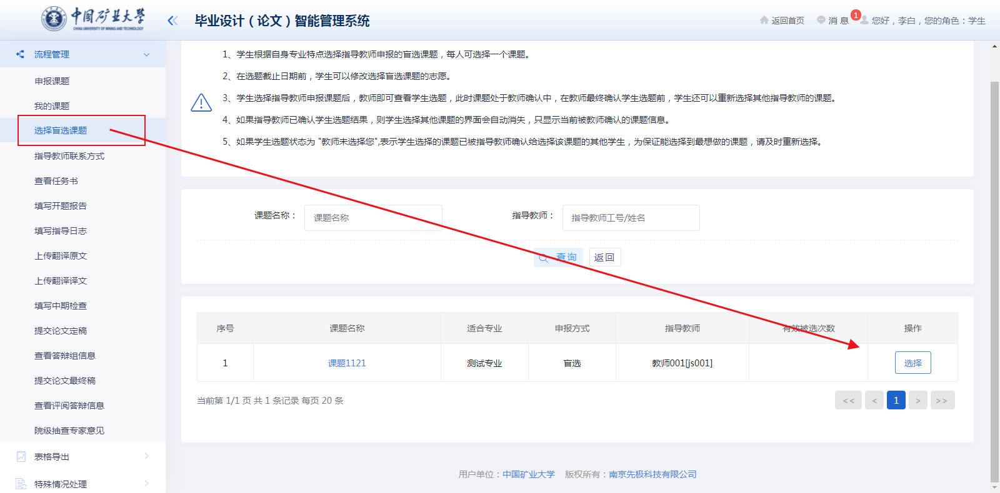 中国矿业大学
CHINA UNIVERSITY OF MINING AND TECHNOLOGY
毕业设计（论文）智能管理系统
返回首页
消 息
1
您好，李白，您的角色：学生
流程管理
申报课题
我的课题
选择盲选课题
指导教师联系方式
查看任务书
填写开题报告
填写指导日志
上传翻译原文
上传翻译译文
填写中期检查
提交论文定稿
查看答辩组信息
提交论文最终稿
查看评阅答辩信息
院级抽查专家意见
表格导出
特殊情况处理
1、学生根据自身专业特点选择指导教师申报的盲选课题，每人可选择一个课题。
2、在选题截止日期前，学生可以修改选择盲选课题的志愿。
3、学生选择指导教师申报课题后，教师即可查看学生选题，此时课题处于教师确认中，在教师最终确认学生选题前，学生还可以重新选择其他指导教师的课题。
4、如果指导教师已确认学生选题结果，则学生选择其他课题的界面会自动消失，只显示当前被教师确认的课题信息。
5、如果学生选题状态为 "教师未选择您",表示学生选择的课题已被指导教师确认给选择该课题的其他学生，为保证能选择到最想做的课题，请及时重新选择。
课题名称： 课题名称 指导教师： 指导教师工号/姓名
查询 返回
序号 课题名称 适合专业 申报方式 指导教师 有效被选次数 操作
1 课题1121 测试专业 盲选 教师001[js001] 选择
当前第 1/1 页 共 1 条记录 每页 20 条 << < 1 > >>
用户单位：中国矿业大学 版权所有：南京先极科技有限公司